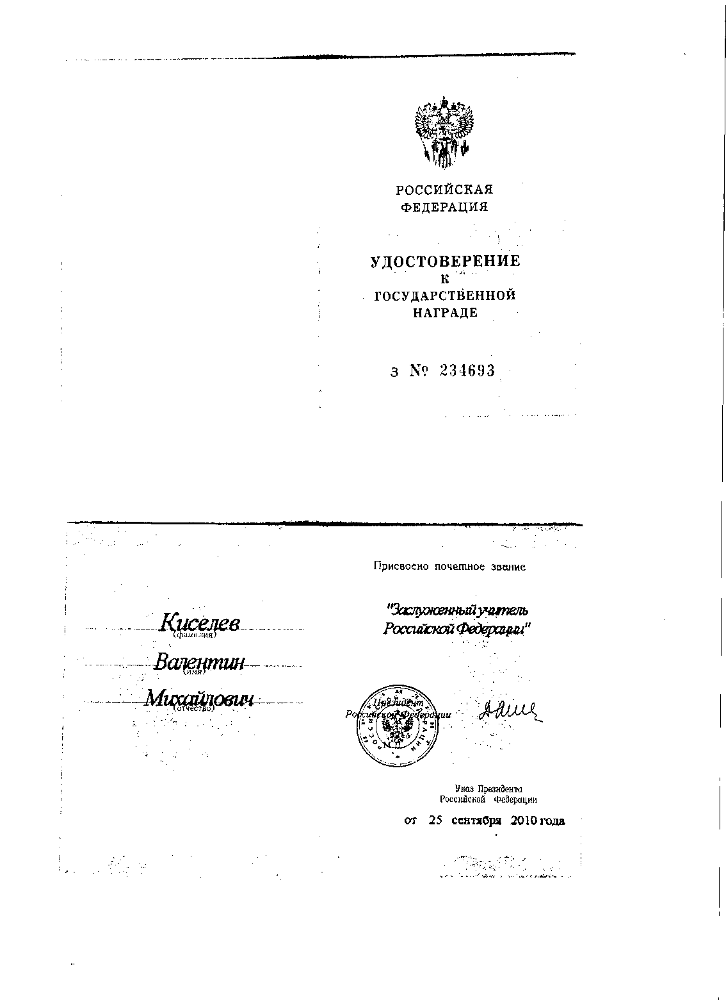 РОССИЙСКАЯ
ФЕДЕРАЦИЯ
УДОСТОВЕРЕНИЕ
К
ГОСУДАРСТВЕННОЙ
НАГРАДЕ
З № 234693
Киселев
(фамилия)
Валентин
(имя)
Михайлович
(отчество)
Присвоено почетное звание
"Заслуженный учитель
Российской Федерации"
Президент
Российской Федерации
М.П.
Указ Президента
Российской Федерации
от 25 сентября 2010 года